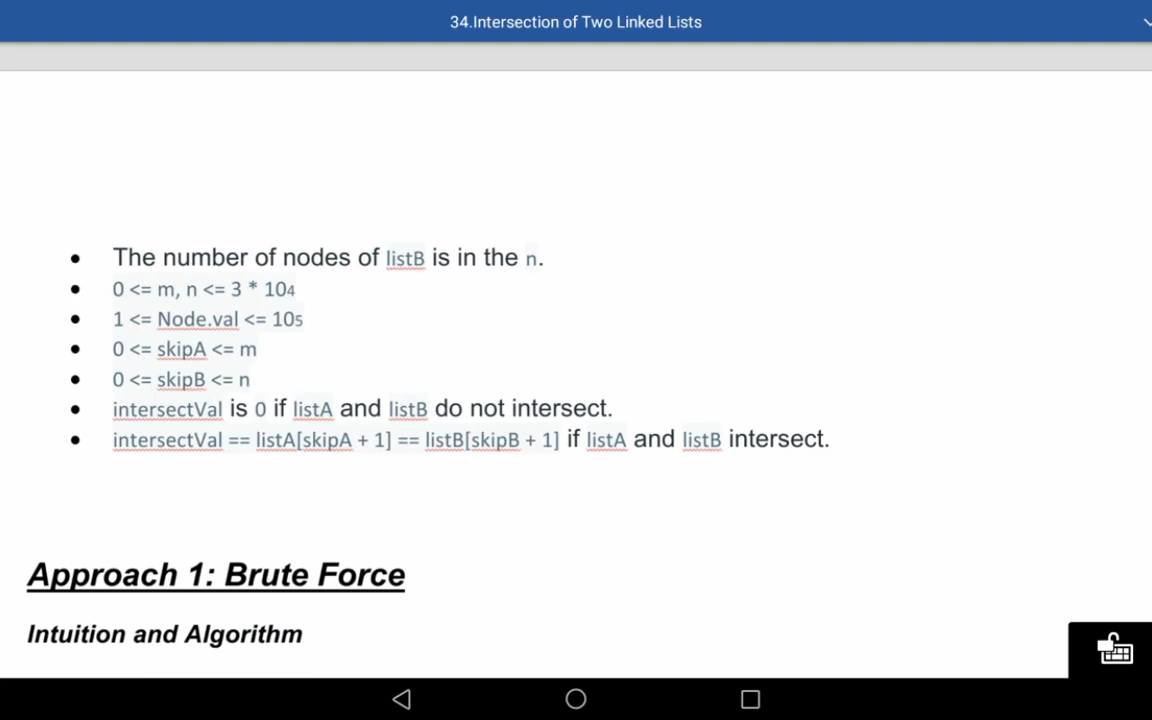 34.Intersection of Two Linked Lists
The number of nodes of listB is in the n.
0 <= m, n <= 3 * 104
1 <= Node.val <= 105
0 <= skipA <= m
0 <= skipB <= n
intersectVal is 0 if listA and listB do not intersect.
intersectVal == listA[skipA + 1] == listB[skipB + 1] if listA and listB intersect.
Approach 1: Brute Force
Intuition and Algorithm